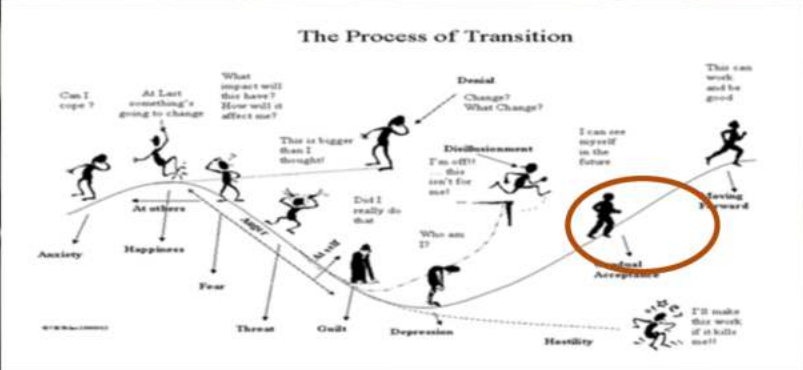 The Process of Transition
Can I
cope ?
At Last
something's
going to change
What
impact will
this have?
How will it
affect me?
This is bigger
than I
thought!
Denial
Change?
What Change?
Disillusionment
I'm off!!
... this
isn't for
me!
I can see
myself
in the
future
This can
work
and be
good
Did I
really do
that
Who am
I?
At others
Anger
At self
Anxiety
Happiness
Fear
Threat
Guilt
Depression
Gradual
Acceptance
Moving
Forward
Hostility
I'll make
this work
if it kills
me!!